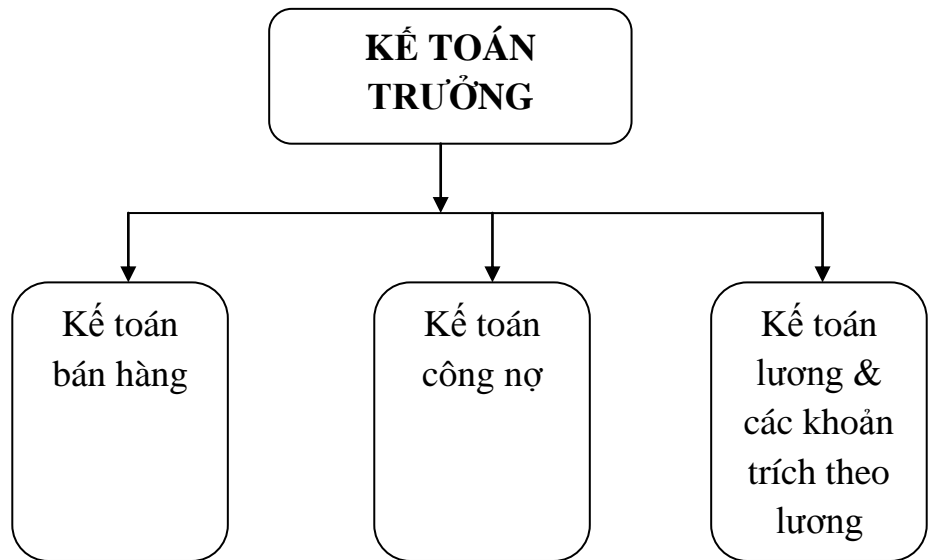 KẾ TOÁN
TRƯỞNG
Kế toán
bán hàng
Kế toán
công nợ
Kế toán
lương &
các khoản
trích theo
lương